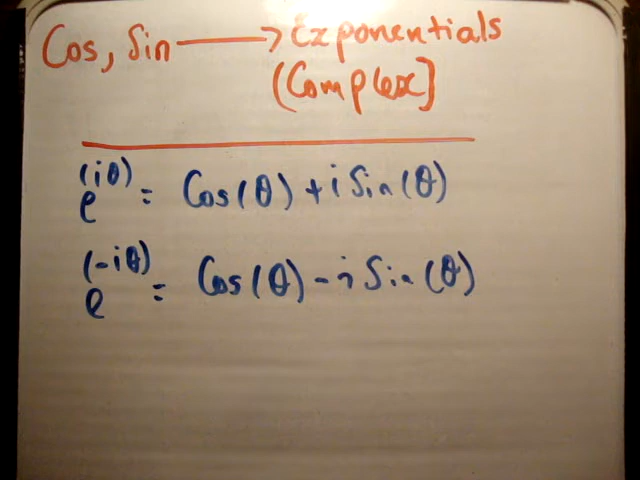 Cos, Sin → Exponentials
(Complex]
e^(iθ) = Cos(θ) + i Sin(θ)
e^(-iθ) = Cos(θ) - i Sin(θ)